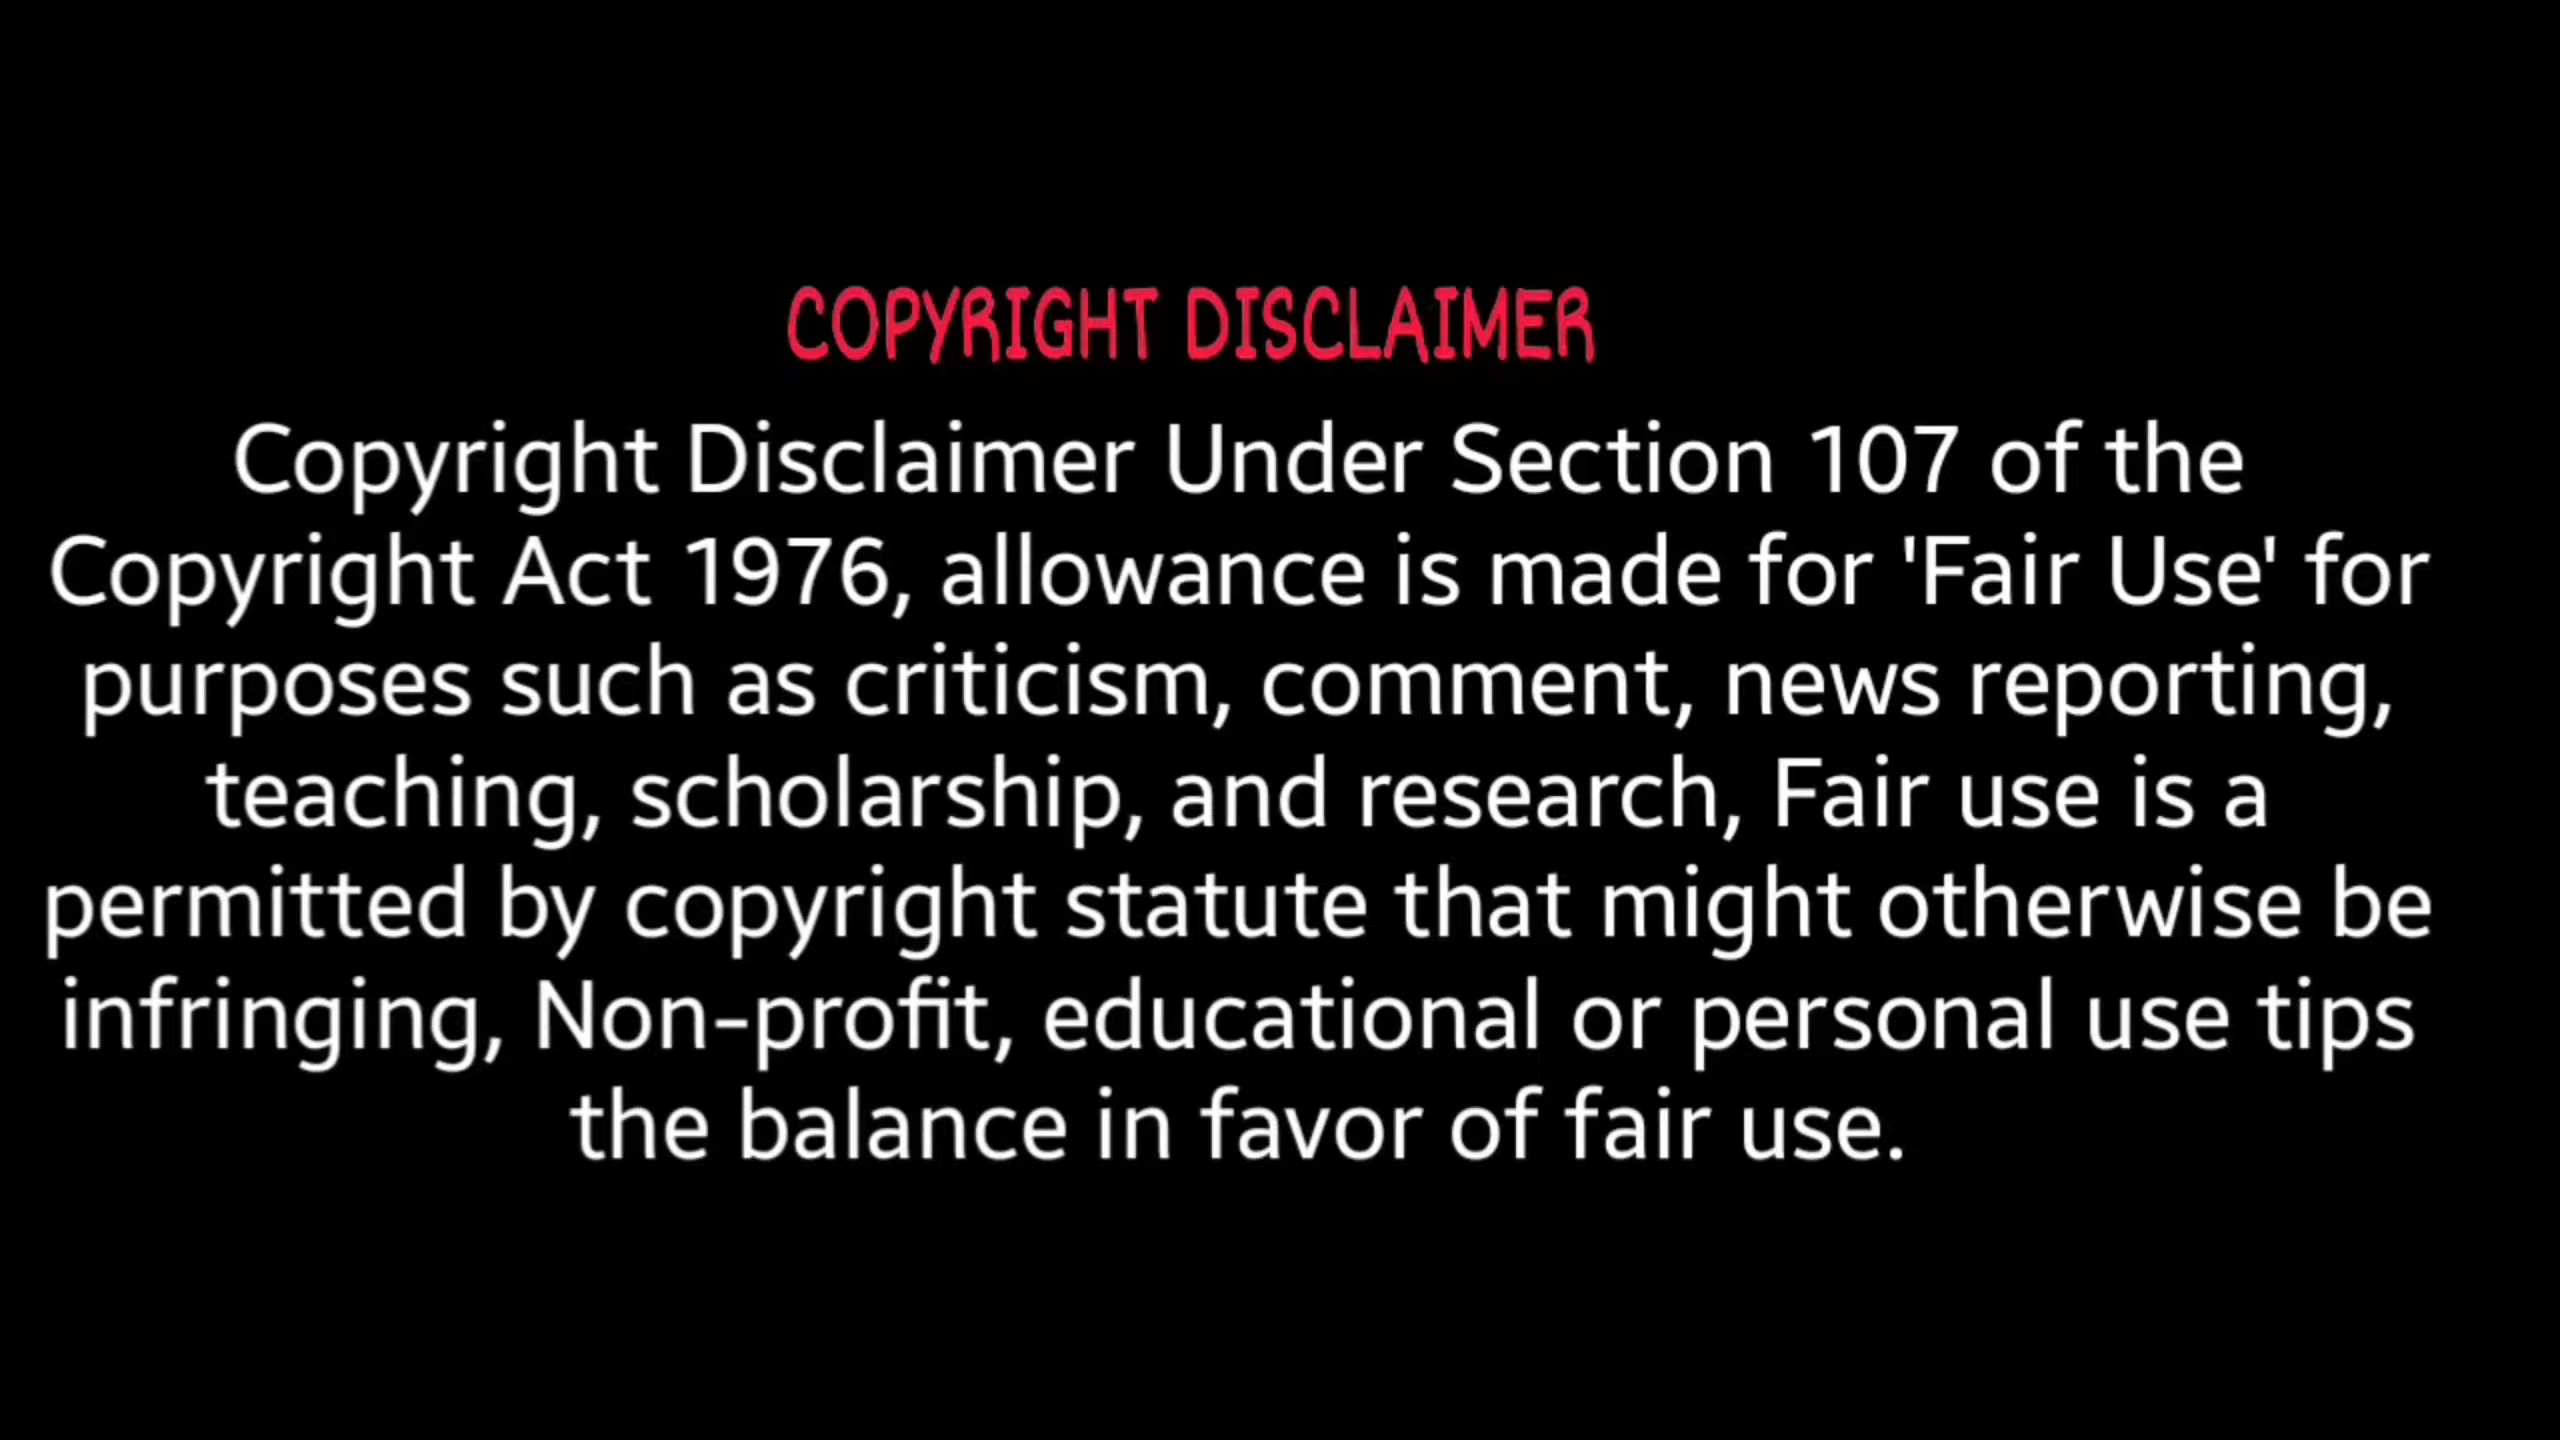 COPYRIGHT DISCLAIMER
Copyright Disclaimer Under Section 107 of the
Copyright Act 1976, allowance is made for 'Fair Use' for
purposes such as criticism, comment, news reporting,
teaching, scholarship, and research, Fair use is a
permitted by copyright statute that might otherwise be
infringing, Non-profit, educational or personal use tips
the balance in favor of fair use.